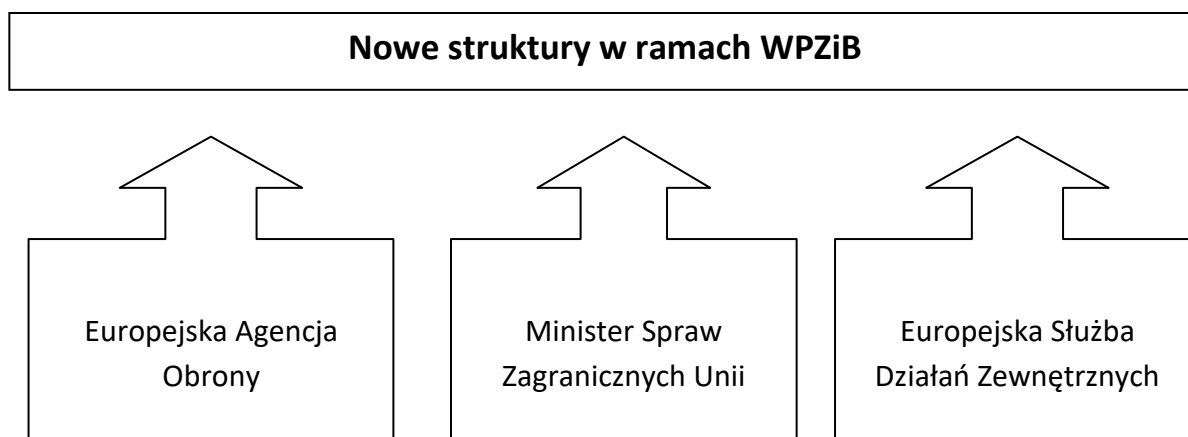 Nowe struktury w ramach WPZiB
Europejska Agencja
Obrony
Minister Spraw
Zagranicznych Unii
Europejska Służba
Działań Zewnętrznych